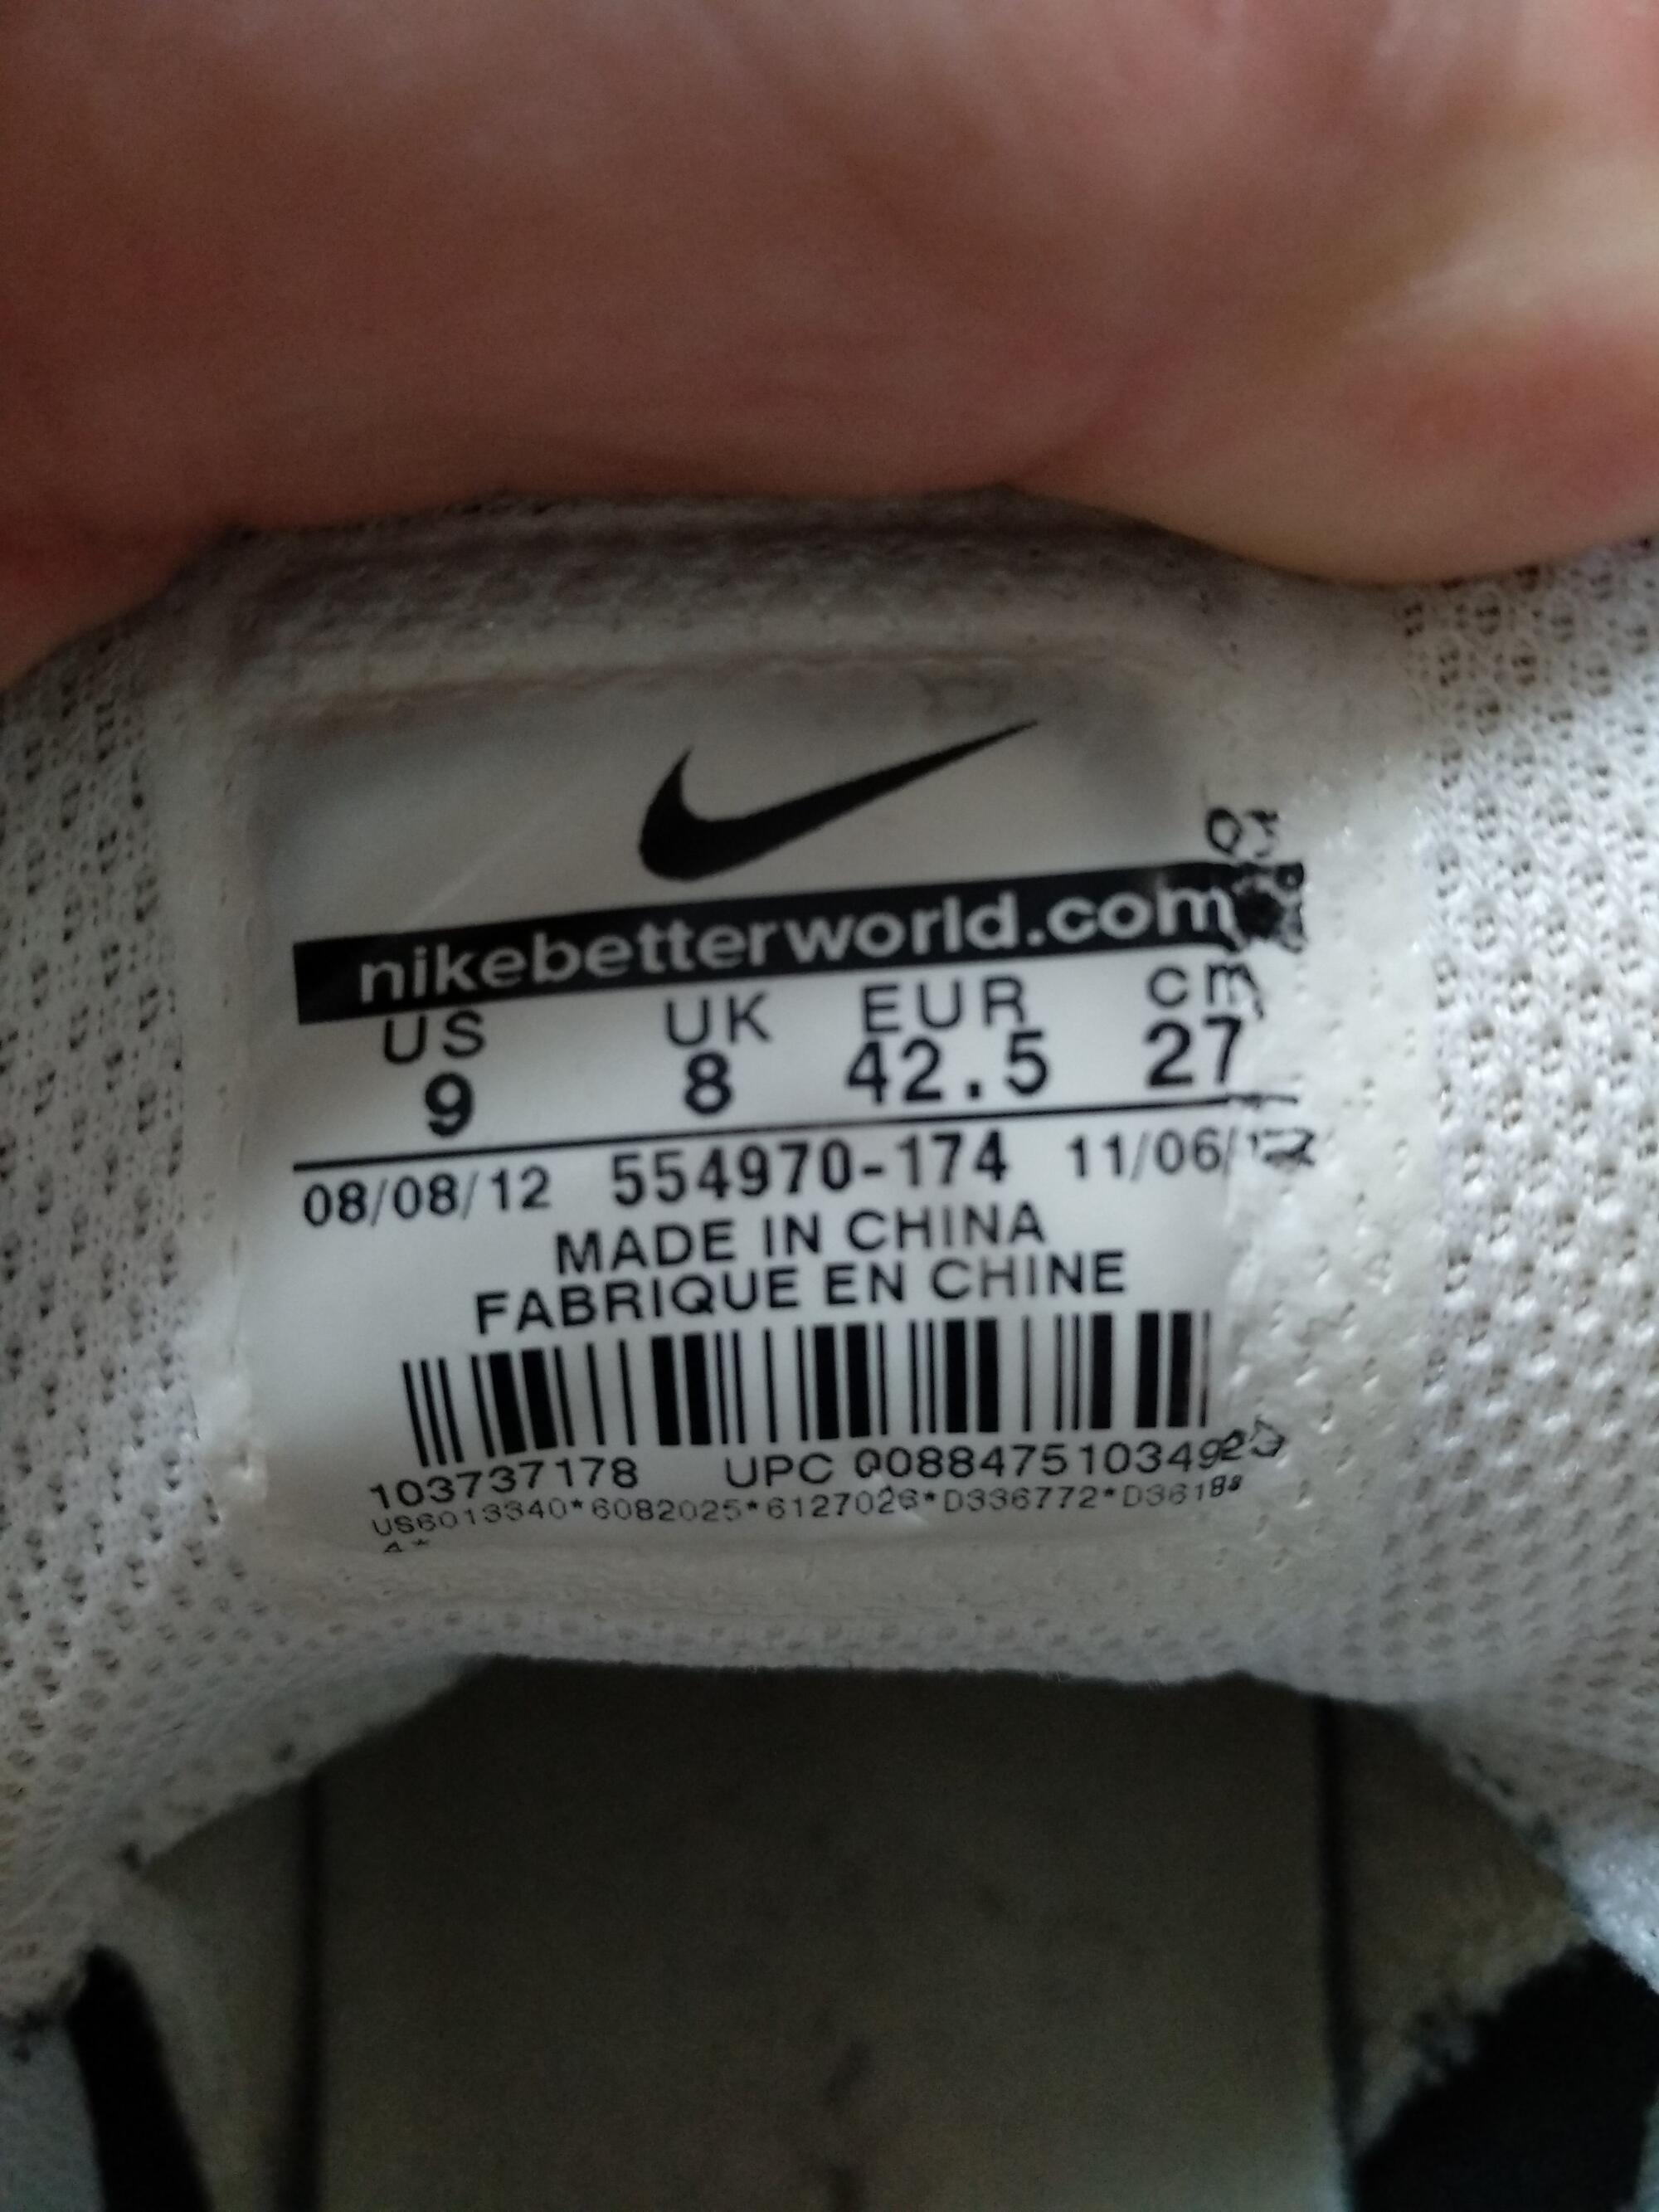 nikebetterworld.com
US UK EUR cm
9 8 42.5 27
08/08/12 554970-174
MADE IN CHINA
FABRIQUE EN CHINE
103737178 UPC